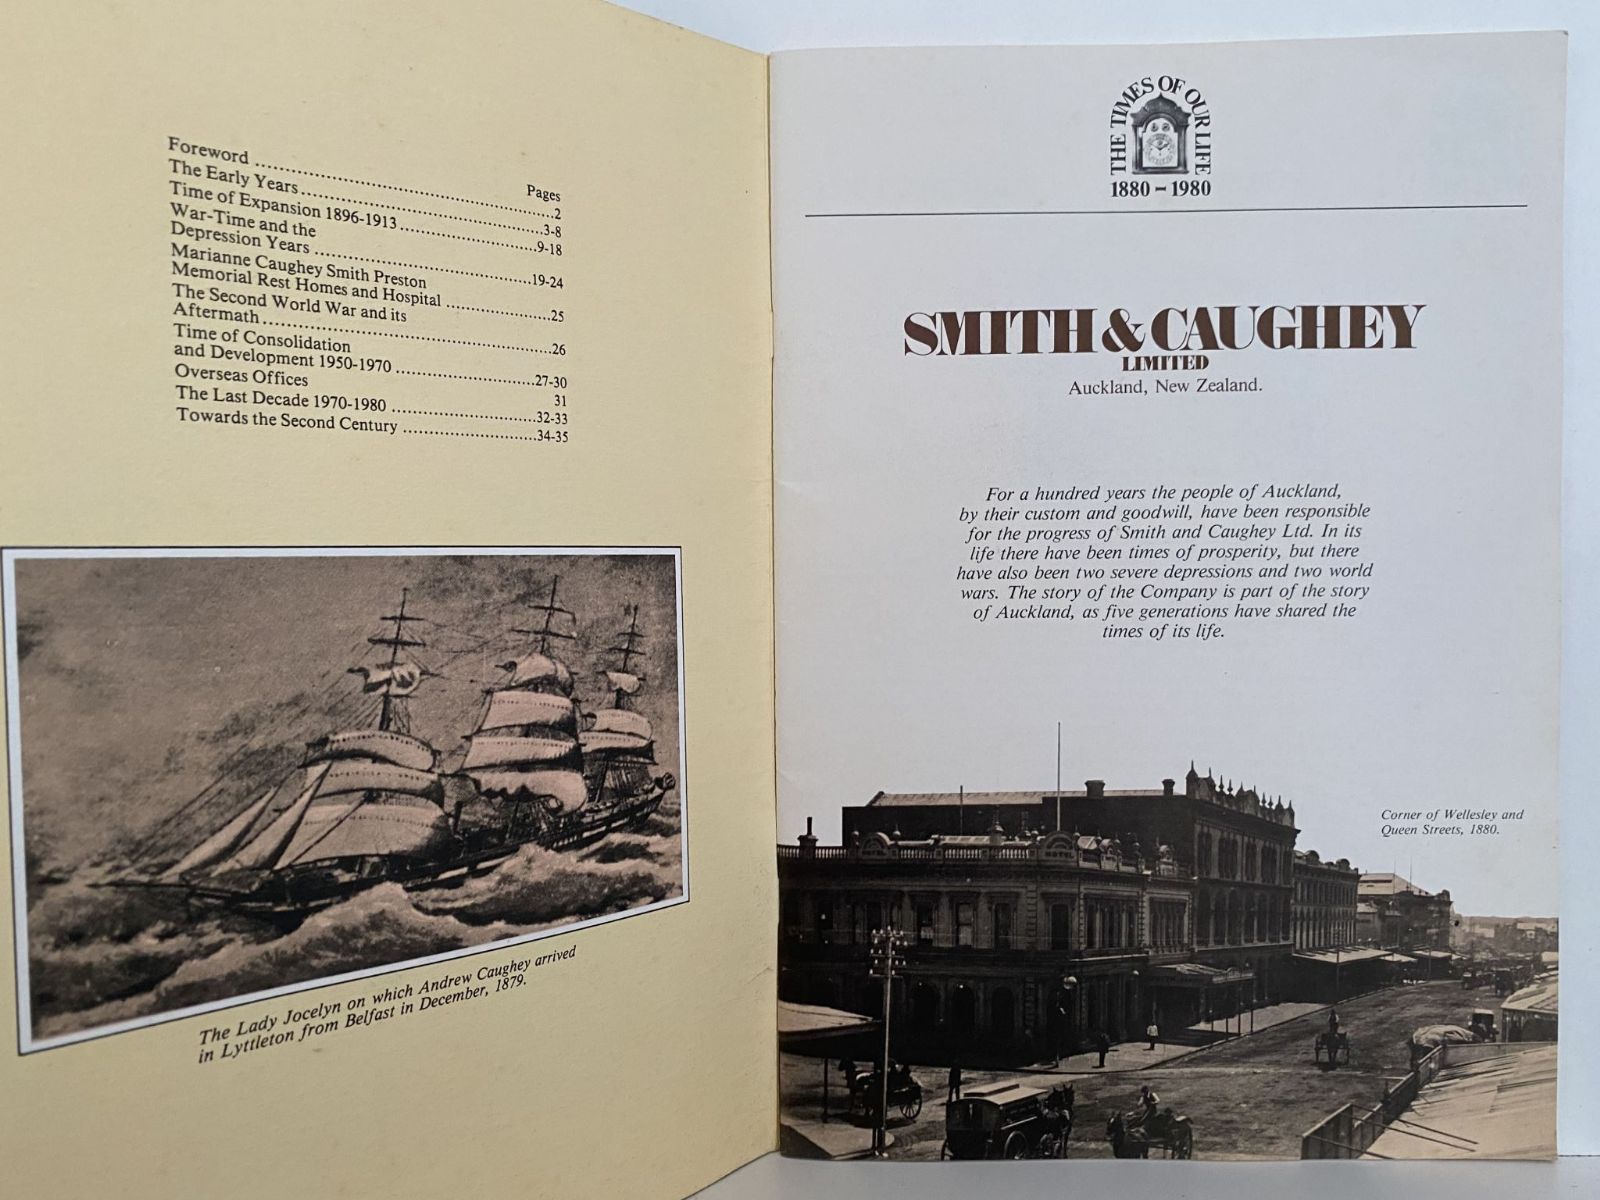 Pages
Foreword ........................................2
The Early Years ........................................3-8
Time of Expansion 1896-1913 ........................9-18
War-Time and the
Depression Years ........................................19-24
Marianne Caughey Smith Preston
Memorial Rest Homes and Hospital ....................25
The Second World War and its
Aftermath ........................................26
Time of Consolidation
and Development 1950-1970 ........................27-30
Overseas Offices 31
The Last Decade 1970-1980 ........................32-33
Towards the Second Century ........................34-35
The Lady Jocelyn on which Andrew Caughey arrived
in Lyttleton from Belfast in December, 1879.
THE TIMES OF OUR LIFE
1880 - 1980
SMITH & CAUGHEY
LIMITED
Auckland, New Zealand.
For a hundred years the people of Auckland,
by their custom and goodwill, have been responsible
for the progress of Smith and Caughey Ltd. In its
life there have been times of prosperity, but there
have also been two severe depressions and two world
wars. The story of the Company is part of the story
of Auckland, as five generations have shared the
times of its life.
Corner of Wellesley and
Queen Streets, 1880.
HOTEL